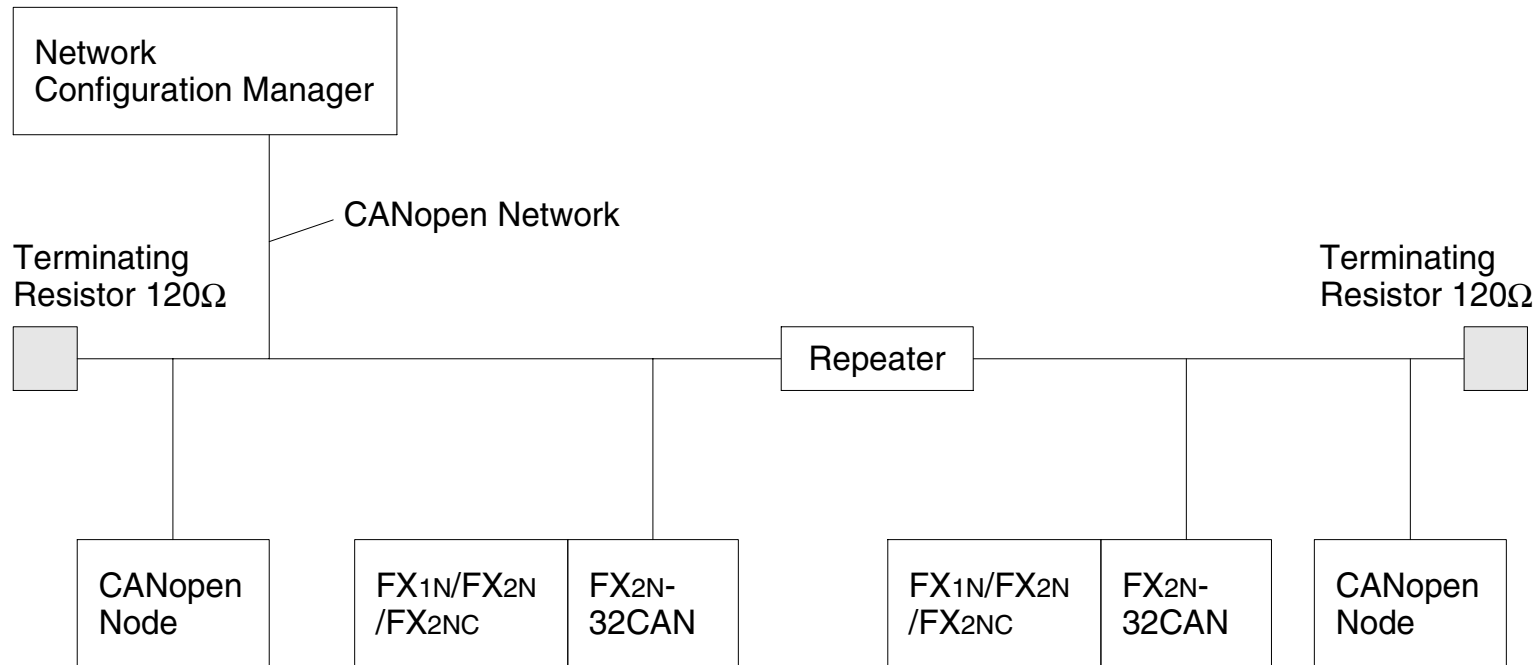 Network
Configuration Manager
CANopen Network
Terminating
Resistor 120Ω
Terminating
Resistor 120Ω
Repeater
CANopen
Node
FX1N/FX2N
/FX2NC
FX2N-
32CAN
FX1N/FX2N
/FX2NC
FX2N-
32CAN
CANopen
Node